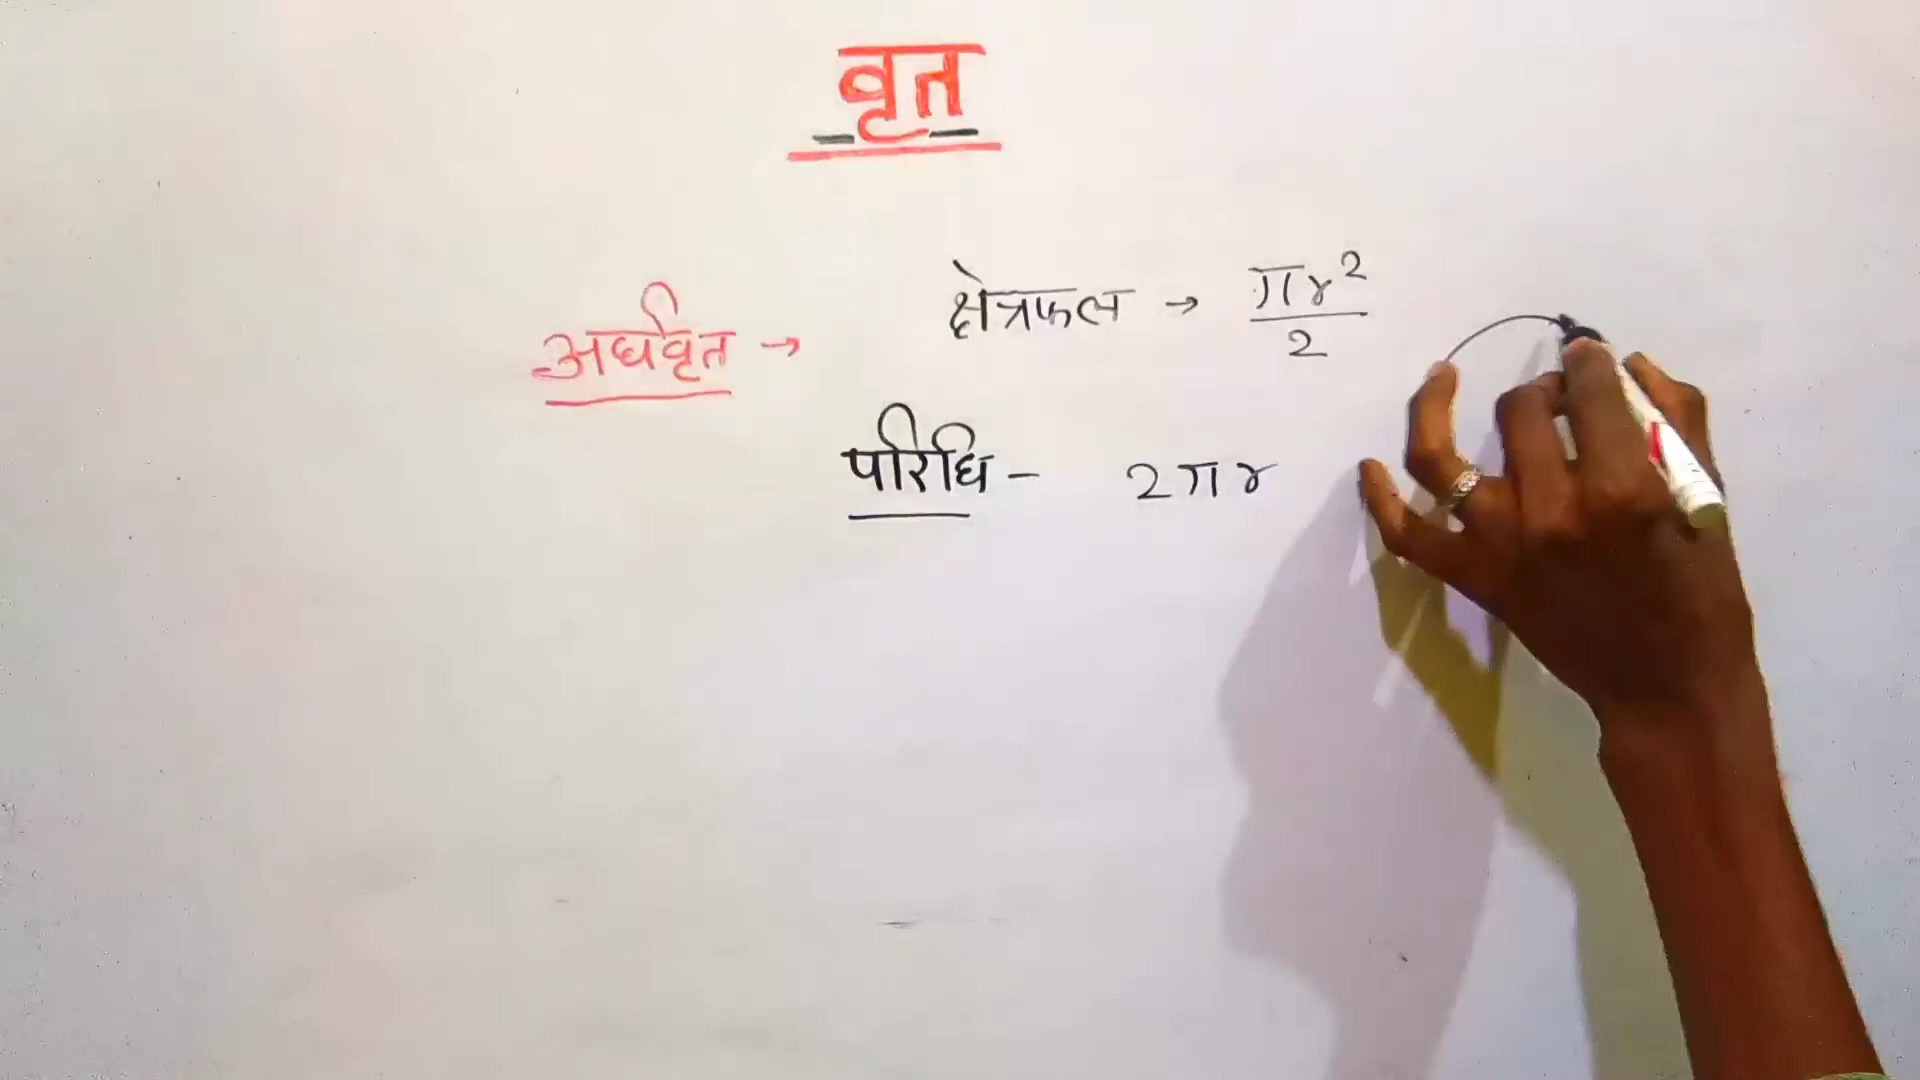 वृत
अर्धवृत →
क्षेत्रफल → πr²/2
परिधि - 2πr